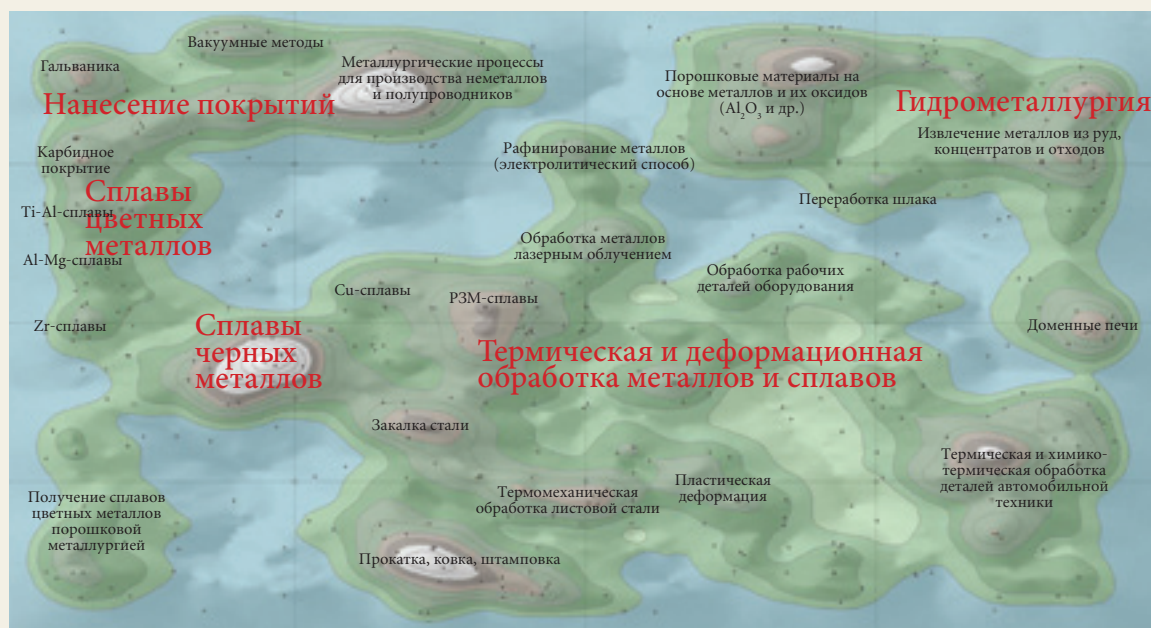 Вакуумные методы
Гальваника
Металлургические процессы
для производства неметаллов
и полупроводников
Нанесение покрытий
Порошковые материалы на
основе металлов и их оксидов
(Al₂O₃ и др.)
Гидрометаллургия
Извлечение металлов из руд,
концентратов и отходов
Рафинирование металлов
(электролитический способ)
Карбидное
покрытие
Сплавы
цветных
металлов
Ti-Al-сплавы
Переработка шлака
Al-Mg-сплавы
Обработка металлов
лазерным облучением
Обработка рабочих
деталей оборудования
Cu-сплавы
РЗМ-сплавы
Zr-сплавы
Доменные печи
Сплавы
черных
металлов
Термическая и деформационная
обработка металлов и сплавов
Закалка стали
Термическая и химико-
термическая обработка
деталей автомобильной
техники
Пластическая
деформация
Термомеханическая
обработка листовой стали
Получение сплавов
цветных металлов
порошковой
металлургией
Прокатка, ковка, штамповка